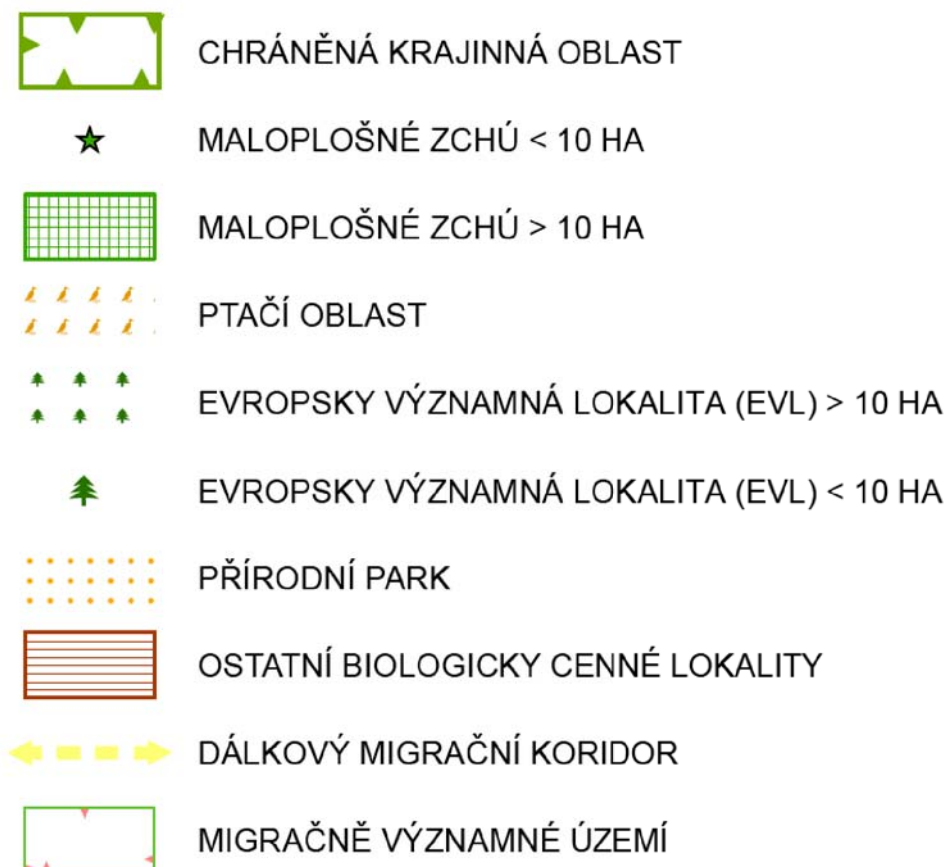 CHRÁNĚNÁ KRAJINNÁ OBLAST
MALOPLOŠNÉ ZCHÚ < 10 HA
MALOPLOŠNÉ ZCHÚ > 10 HA
PTAČÍ OBLAST
EVROPSKY VÝZNAMNÁ LOKALITA (EVL) > 10 HA
EVROPSKY VÝZNAMNÁ LOKALITA (EVL) < 10 HA
PŘÍRODNÍ PARK
OSTATNÍ BIOLOGICKY CENNÉ LOKALITY
DÁLKOVÝ MIGRAČNÍ KORIDOR
MIGRAČNĚ VÝZNAMNÉ ÚZEMÍ